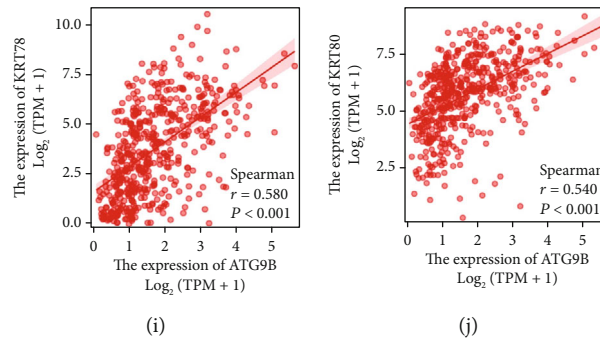 The expression of KRT78
Log₂ (TPM + 1)
10.0
7.5
5.0
2.5
0.0
0
1
2
3
4
5
Spearman
r = 0.580
P < 0.001
The expression of ATG9B
Log₂ (TPM + 1)
(i)
The expression of KRT80
Log₂ (TPM + 1)
7.5
5.0
2.5
0
1
2
3
4
5
Spearman
r = 0.540
P < 0.001
The expression of ATG9B
Log₂ (TPM + 1)
(j)